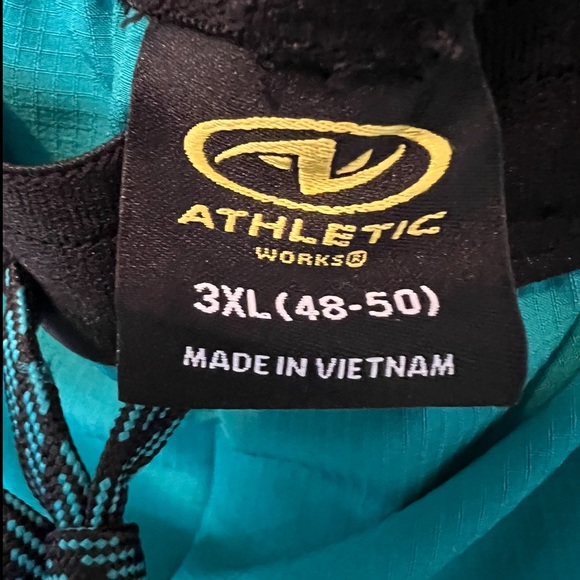 ATHLETIC
WORKS®
3XL(48-50)
MADE IN VIETNAM